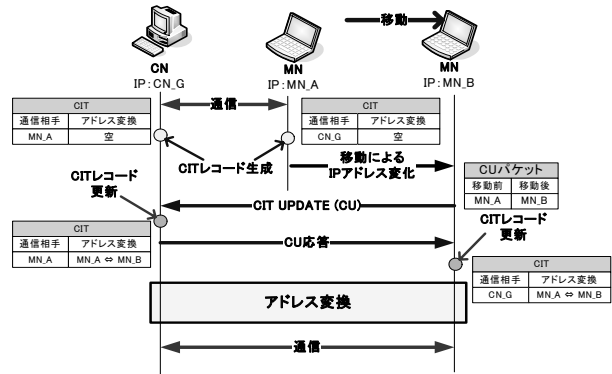 移動
CN
IP:CN_G
MN
IP:MN_A
MN
IP:MN_B
通信
CIT
通信相手 アドレス変換
MN_A 空
CIT
通信相手 アドレス変換
CN_G 空
CITレコード生成
移動による
IPアドレス変化
CUパケット
移動前 移動後
MN_A MN_B
CITレコード
更新
CIT UPDATE (CU)
CITレコード
更新
CIT
通信相手 アドレス変換
MN_A MN_A ⇔ MN_B
CU応答
CIT
通信相手 アドレス変換
CN_G MN_A ⇔ MN_B
アドレス変換
通信